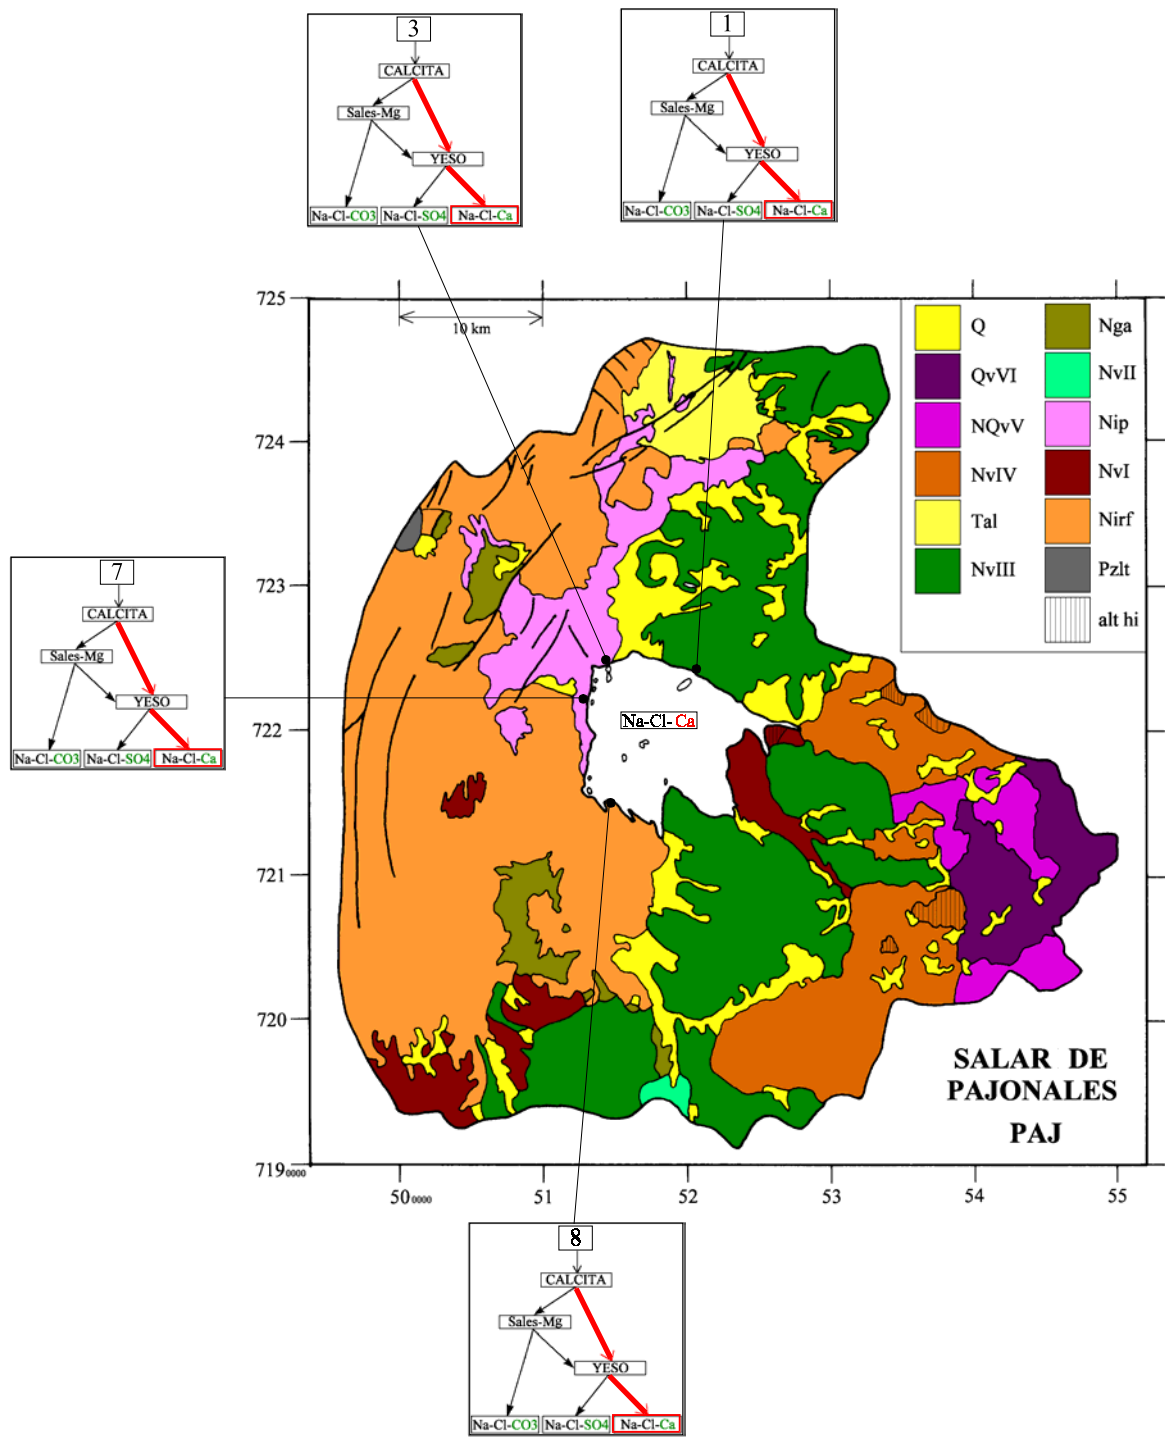 3
CALCITA
Sales-Mg
YESO
Na-Cl-CO3 Na-Cl-SO4 Na-Cl-Ca
1
CALCITA
Sales-Mg
YESO
Na-Cl-CO3 Na-Cl-SO4 Na-Cl-Ca
725
724
723
722
721
720
719 0000
10 km
Q
QvVI
NQvV
NvIV
Tal
NvIII
Nga
NvII
Nip
NvI
Nirf
Pzlt
alt hi
7
CALCITA
Sales-Mg
YESO
Na-Cl-CO3 Na-Cl-SO4 Na-Cl-Ca
Na-Cl- Ca
SALAR DE
PAJONALES
PAJ
50 0000 51 52 53 54 55
8
CALCITA
Sales-Mg
YESO
Na-Cl-CO3 Na-Cl-SO4 Na-Cl-Ca